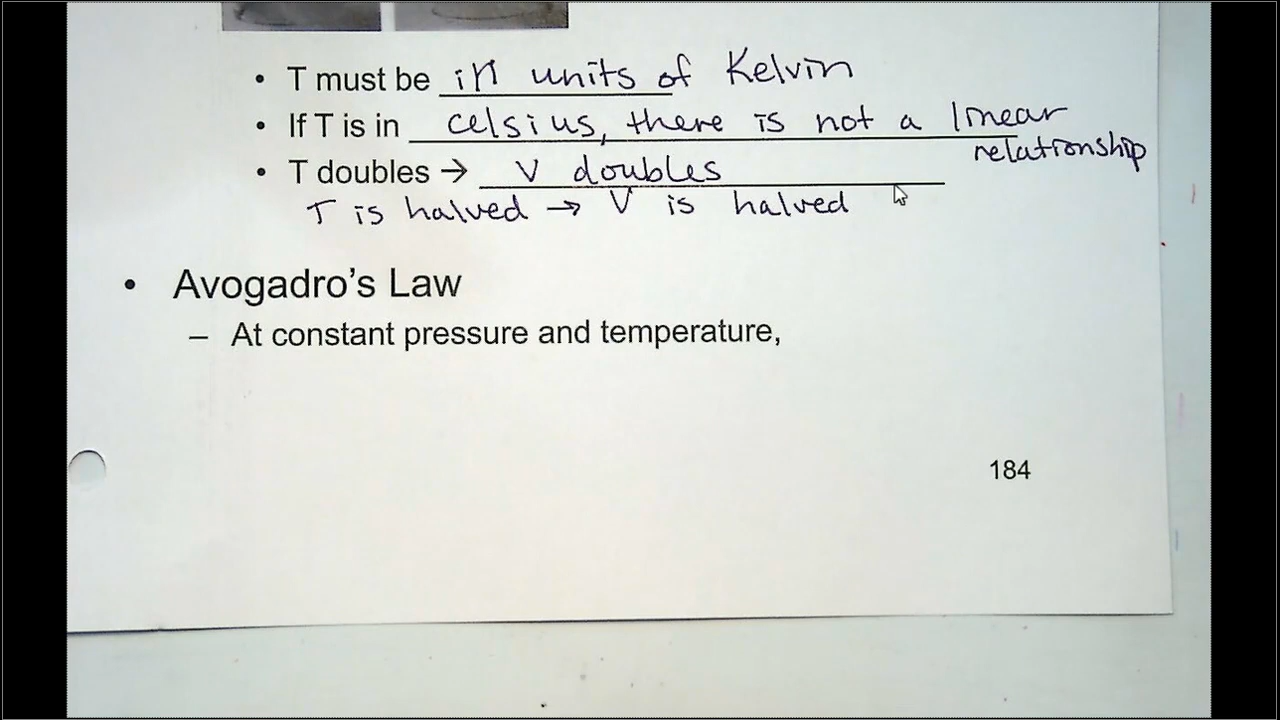 • T must be in units of Kelvin
• If T is in celsius, there is not a linear
relationship
• T doubles → V doubles
T is halved → V is halved
• Avogadro's Law
– At constant pressure and temperature,
184